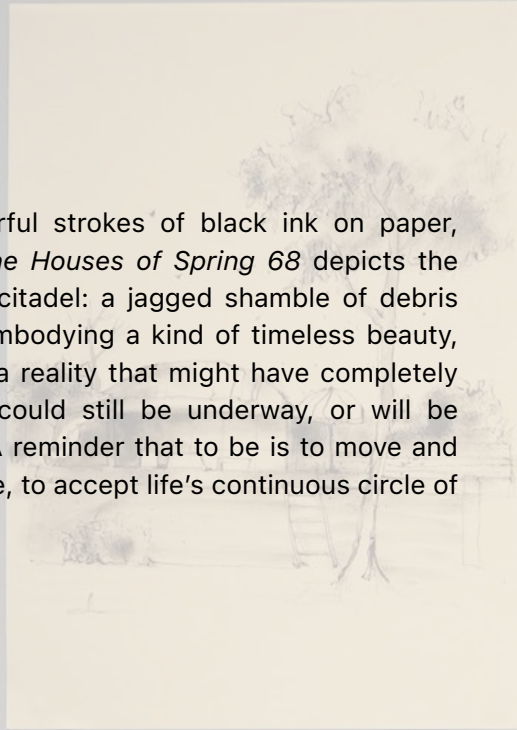 rful strokes of black ink on paper,
e Houses of Spring 68 depicts the
citadel: a jagged shamble of debris
mbodying a kind of timeless beauty,
a reality that might have completely
could still be underway, or will be
reminder that to be is to move and
e, to accept life’s continuous circle of